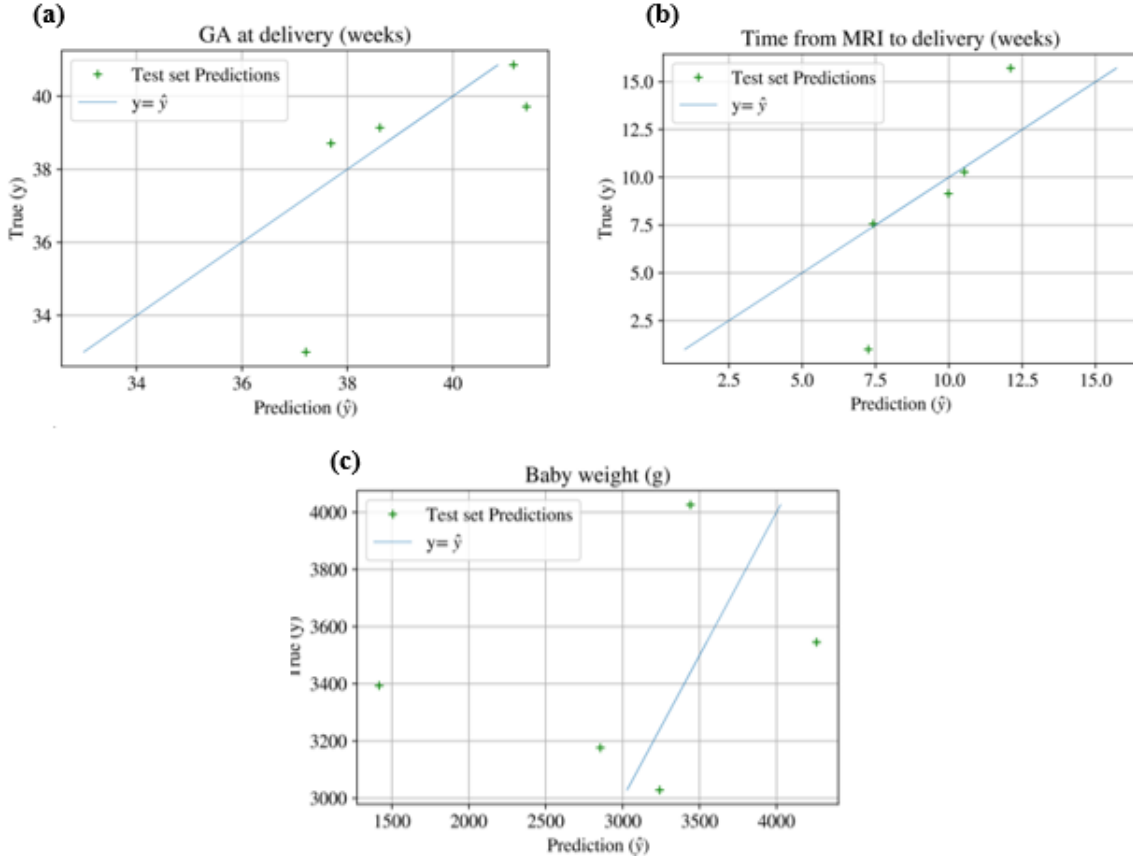 (a)
GA at delivery (weeks)
Test set Predictions
y= ŷ
True (y)
40
38
36
34
34
38
40
Prediction (ŷ)
(b)
Time from MRI to delivery (weeks)
Test set Predictions
y= ŷ
True (y)
15.0
12.5
10.0
7.5
5.0
2.5
2.5
5.0
7.5
10.0
12.5
15.0
Prediction (ŷ)
(c)
Baby weight (g)
Test set Predictions
y= ŷ
True (y)
4000
3800
3600
3400
3200
3000
1500
2000
2500
3000
3500
4000
Prediction (ŷ)